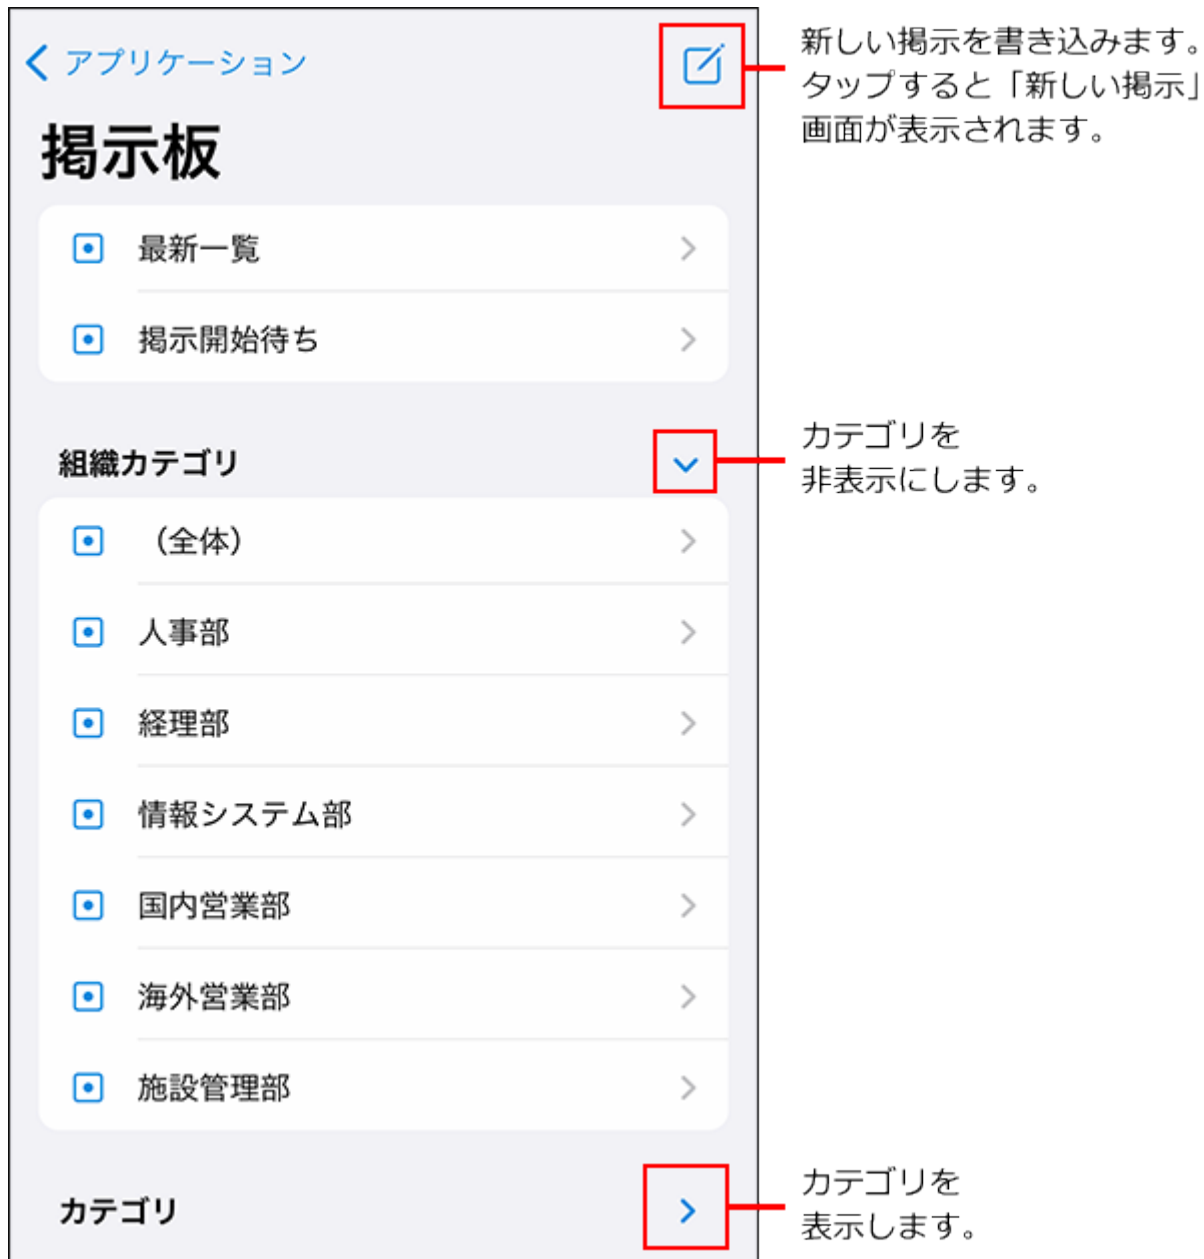 アプリケーション
新しい掲示を書き込みます。
タップすると「新しい掲示」
画面が表示されます。
掲示板
最新一覧
掲示開始待ち
組織カテゴリ
カテゴリを
非表示にします。
（全体）
人事部
経理部
情報システム部
国内営業部
海外営業部
施設管理部
カテゴリ
カテゴリを
表示します。